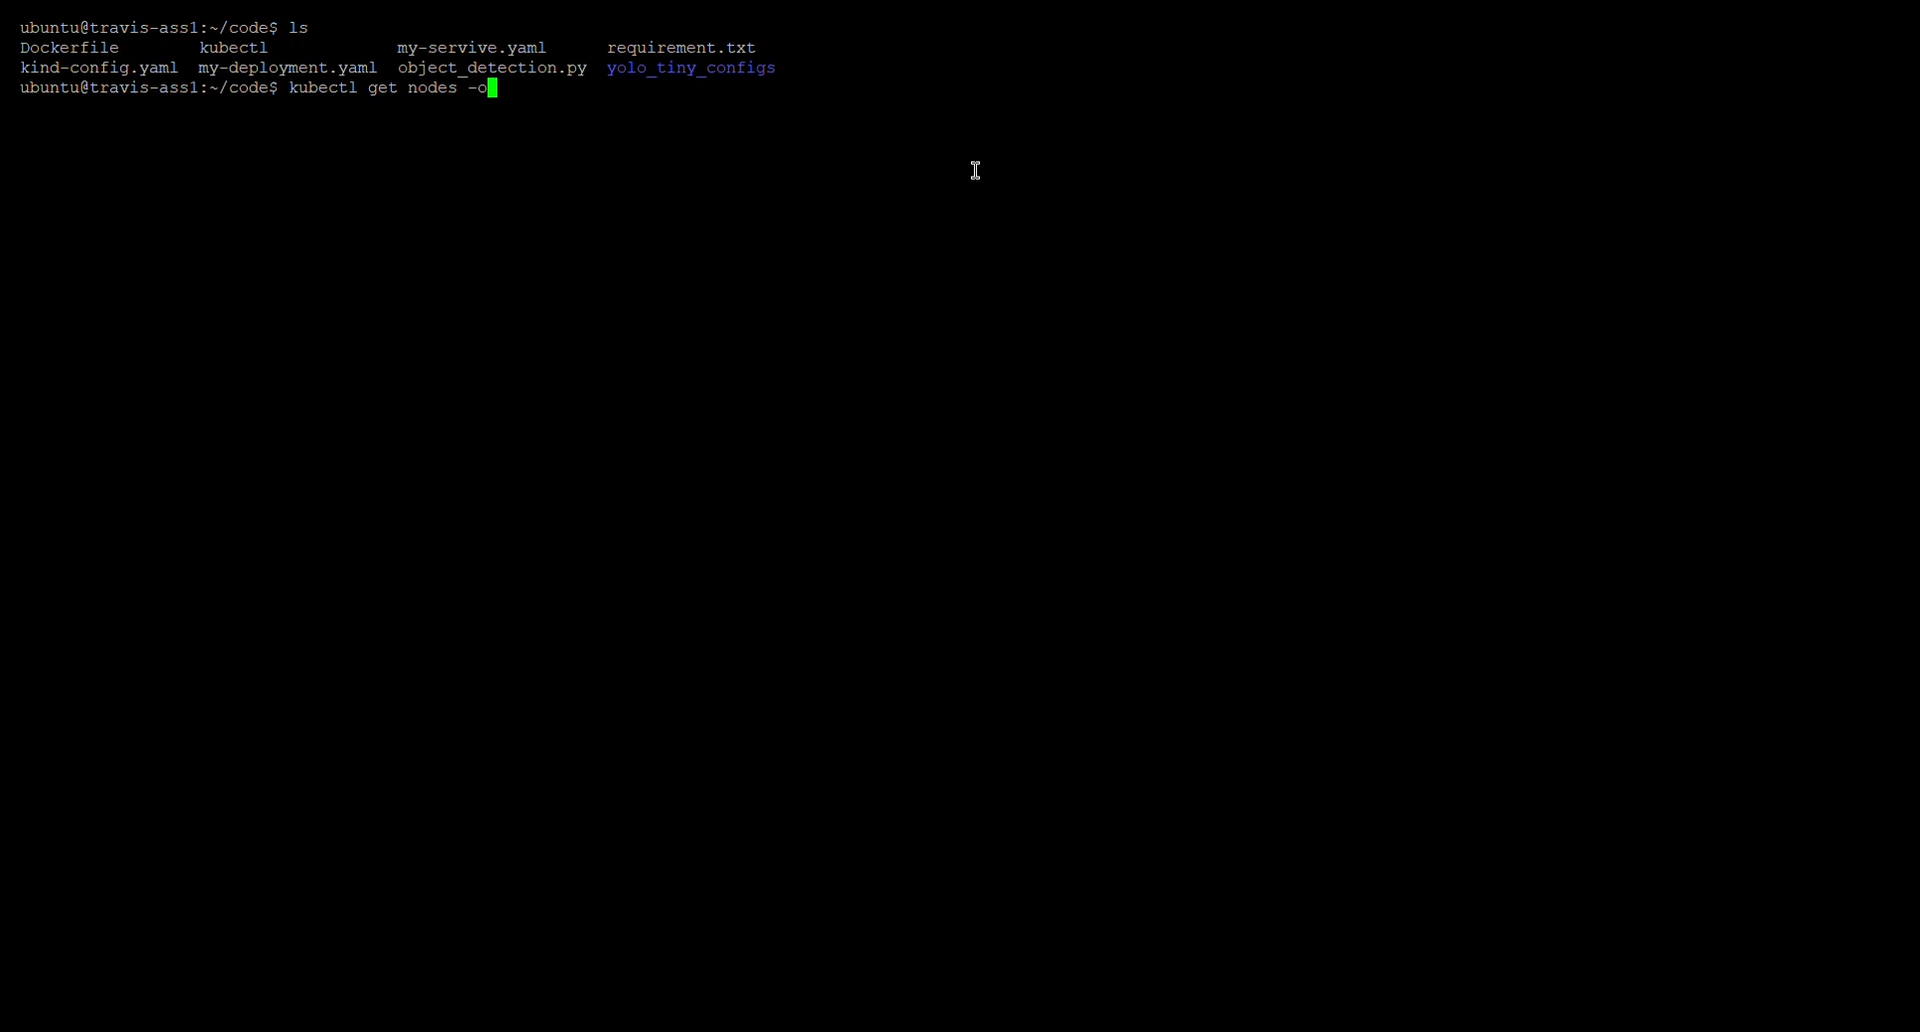 ubuntu@travis-ass1:~/code$ ls
Dockerfile kubectl my-servive.yaml requirement.txt
kind-config.yaml my-deployment.yaml object_detection.py yolo_tiny_configs
ubuntu@travis-ass1:~/code$ kubectl get nodes -o